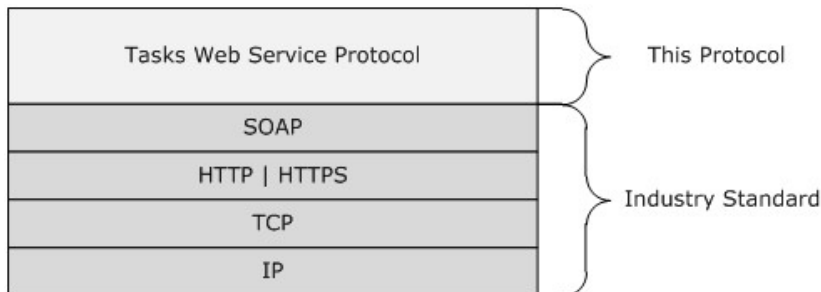 Tasks Web Service Protocol
This Protocol
SOAP
HTTP | HTTPS
Industry Standard
TCP
IP